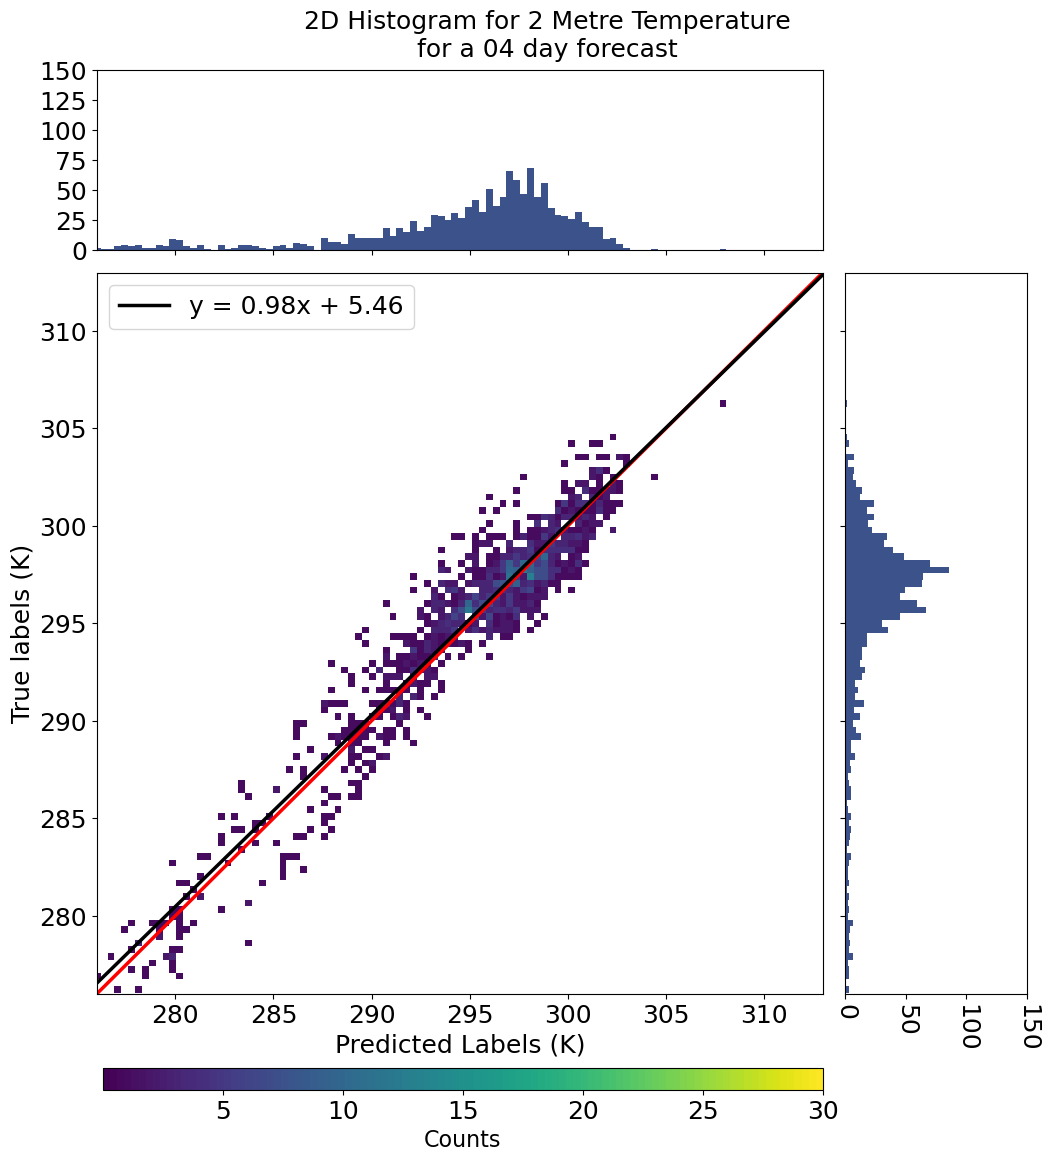 2D Histogram for 2 Metre Temperature
for a 04 day forecast
150
125
100
75
50
25
0
y = 0.98x + 5.46
310
305
300
295
290
285
280
True labels (K)
280 285 290 295 300 305 310
Predicted Labels (K)
0 50 100 150
5 10 15 20 25 30
Counts